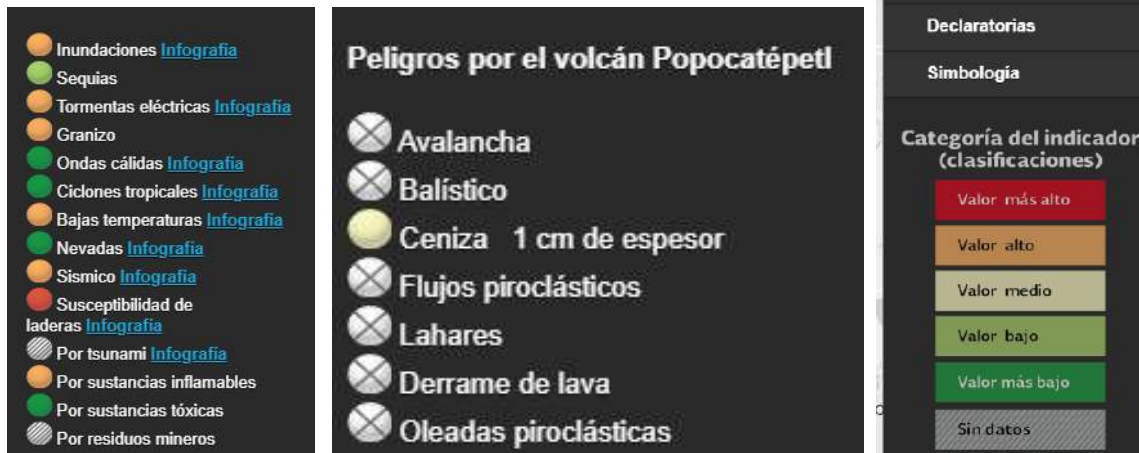 Inundaciones Infografía
Sequias
Tormentas eléctricas Infografía
Granizo
Ondas cálidas Infografía
Ciclones tropicales Infografía
Bajas temperaturas Infografía
Nevadas Infografía
Sismico Infografía
Susceptibilidad de
laderas Infografía
Por tsunami Infografía
Por sustancias inflamables
Por sustancias tóxicas
Por residuos mineros
Peligros por el volcán Popocatépetl
Avalancha
Balístico
Ceniza 1 cm de espesor
Flujos piroclásticos
Lahares
Derrame de lava
Oleadas piroclásticas
Declaratorias
Simbología
Categoría del indicador
(clasificaciones)
Valor más alto
Valor alto
Valor medio
Valor bajo
Valor más bajo
Sin datos